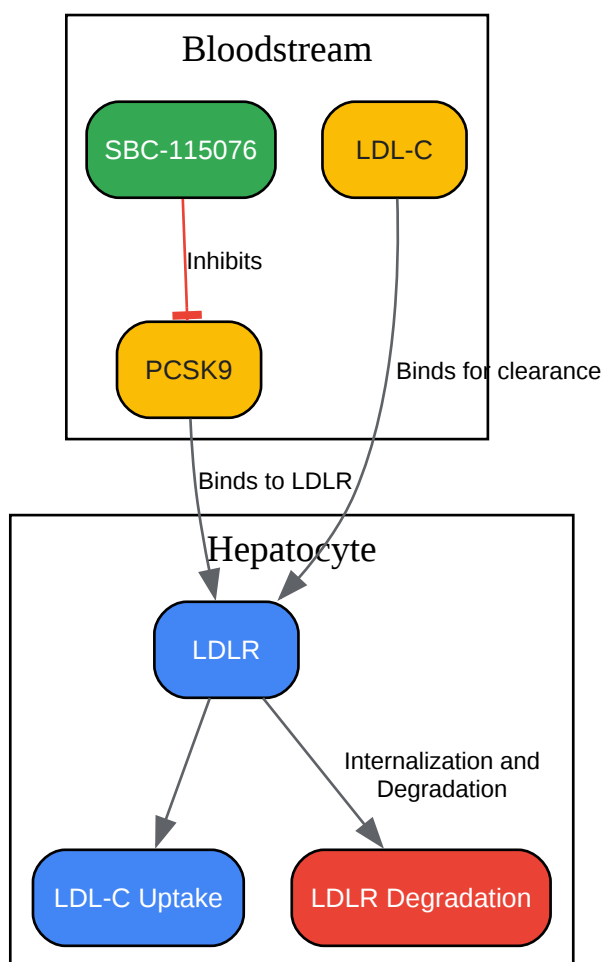 Bloodstream
SBC-115076
LDL-C
Inhibits
PCSK9
Binds for clearance
Binds to LDLR
Hepatocyte
LDLR
Internalization and
Degradation
LDL-C Uptake
LDLR Degradation